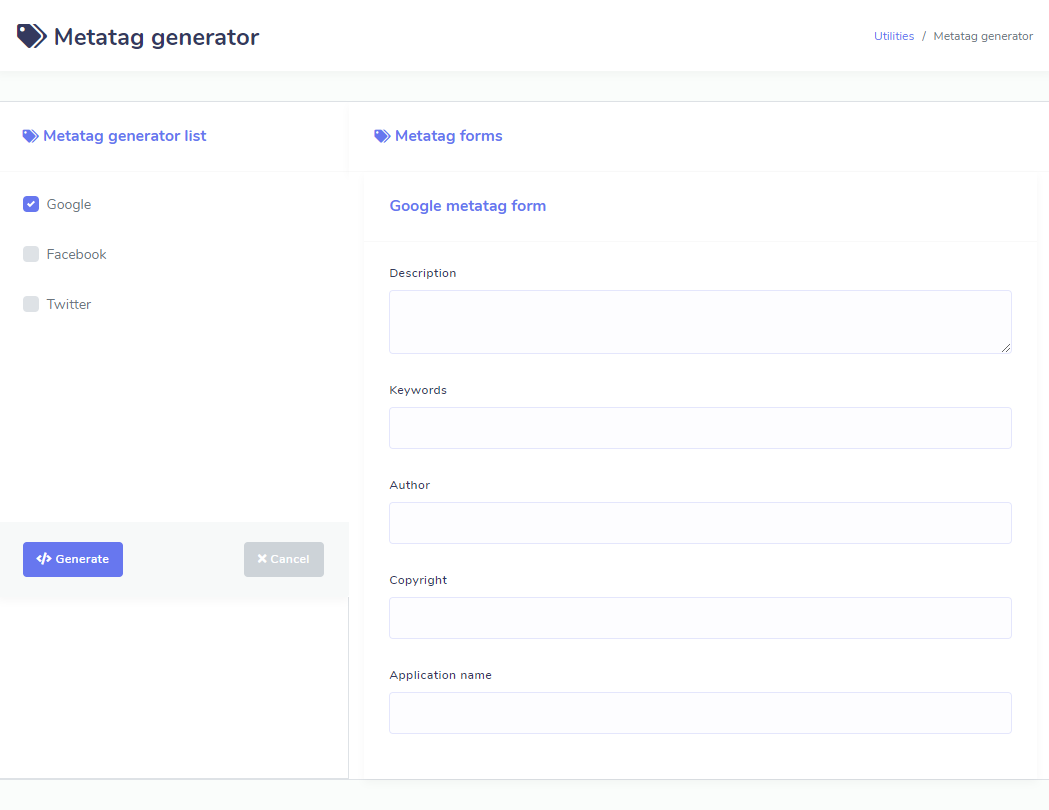 Metatag generator
Utilities / Metatag generator
Metatag generator list
Metatag forms
Google
Facebook
Twitter
Generate
Cancel
Google metatag form
Description
Keywords
Author
Copyright
Application name